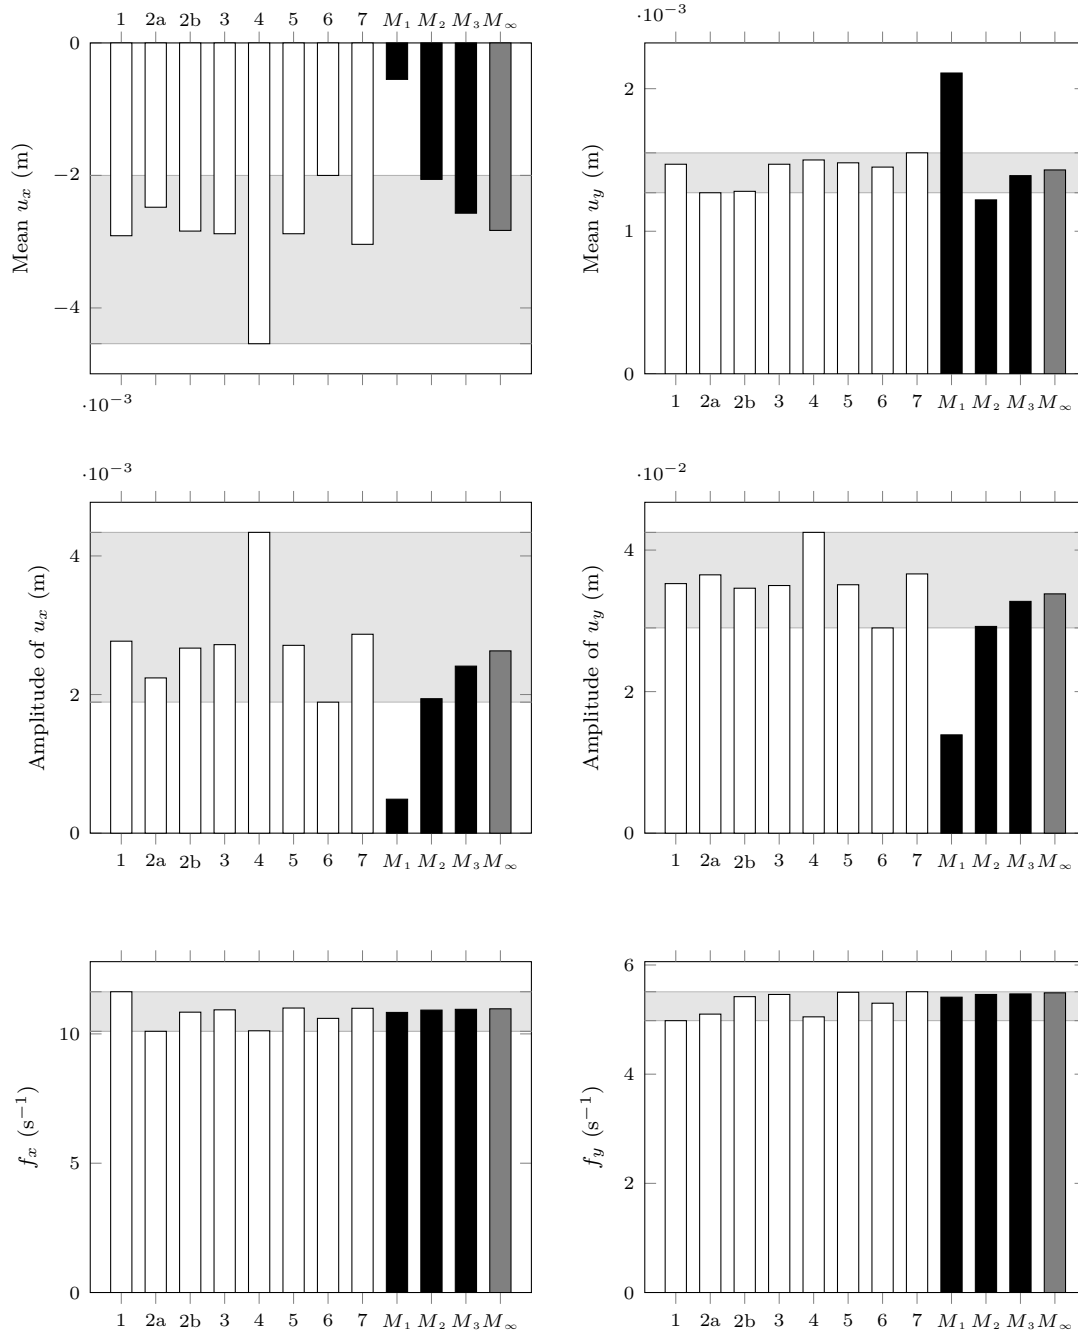 1 2a 2b 3 4 5 6 7 M₁ M₂ M₃ M∞
0
−2
−4
Mean uₓ (m)
·10⁻³
·10⁻³
2
1
0
Mean u_y (m)
1 2a 2b 3 4 5 6 7 M₁ M₂ M₃ M∞
·10⁻³
4
2
0
Amplitude of uₓ (m)
1 2a 2b 3 4 5 6 7 M₁ M₂ M₃ M∞
·10⁻²
4
2
0
Amplitude of u_y (m)
1 2a 2b 3 4 5 6 7 M₁ M₂ M₃ M∞
10
5
0
fₓ (s⁻¹)
1 2a 2b 3 4 5 6 7 M₁ M₂ M₃ M∞
6
4
2
0
f_y (s⁻¹)
1 2a 2b 3 4 5 6 7 M₁ M₂ M₃ M∞